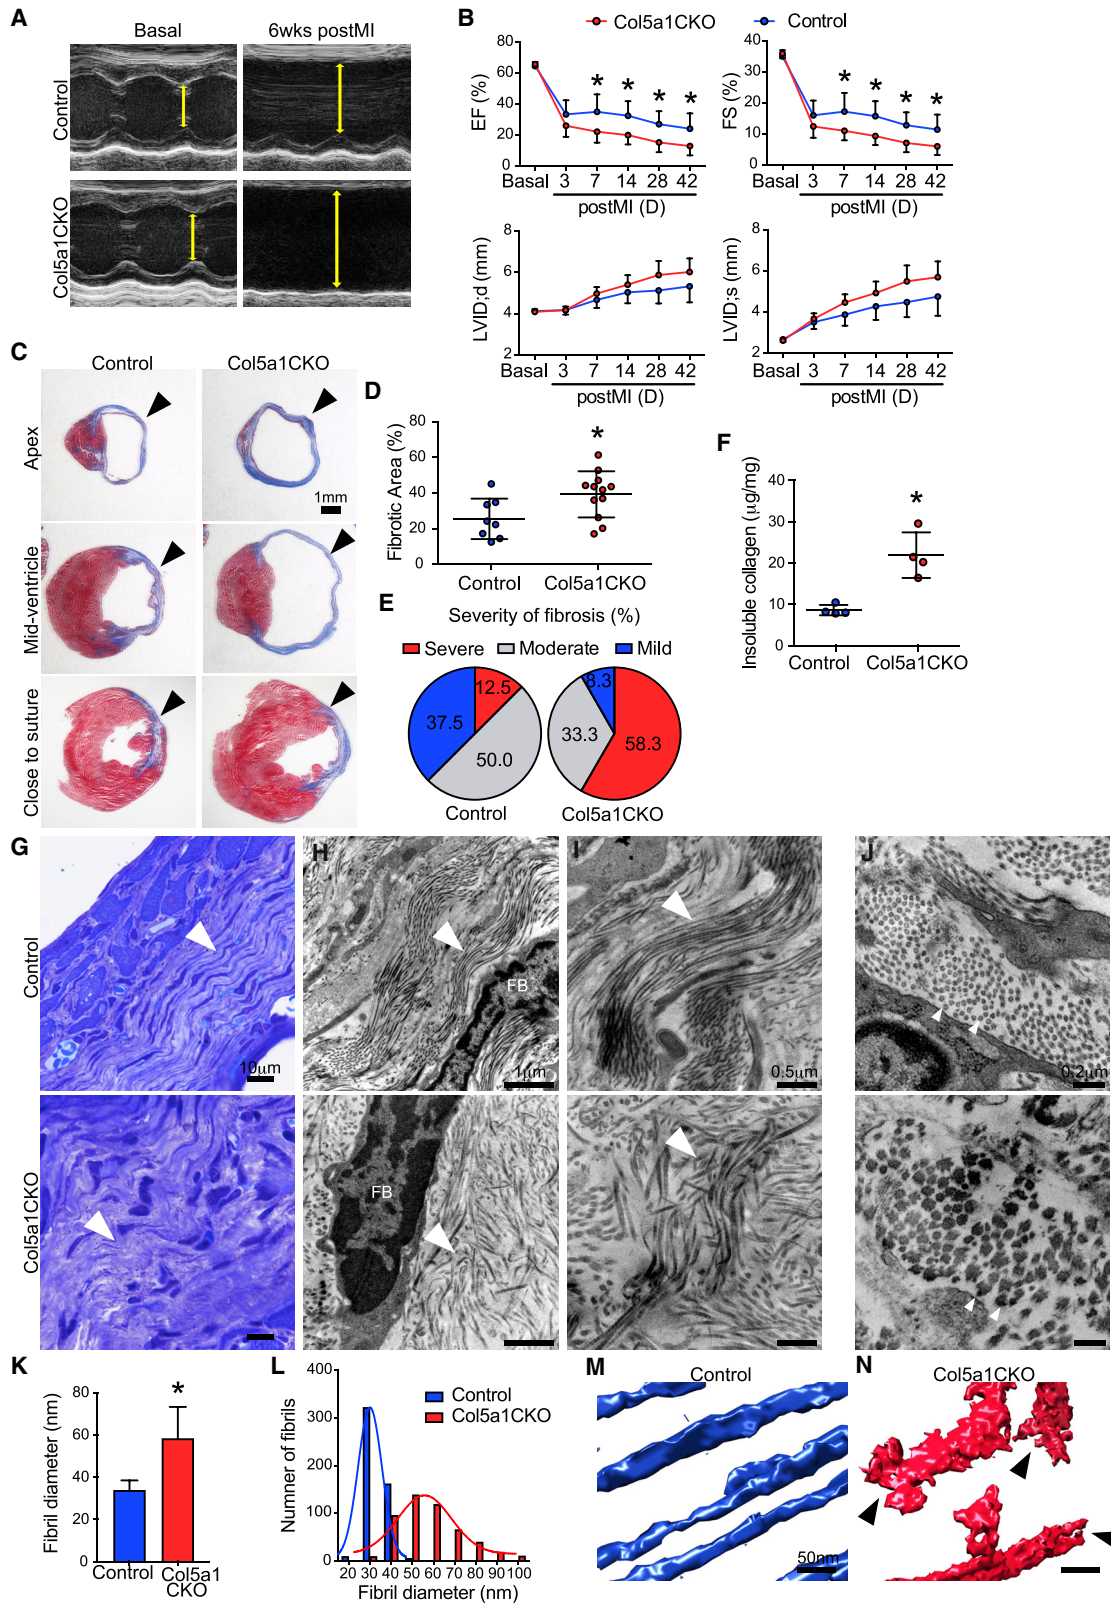 A
Basal
6wks postMI
Control
Col5a1CKO
B
Col5a1CKO
Control
EF (%)
80
60
40
20
0
Basal 3 7 14 28 42
postMI (D)
* * * *
FS (%)
40
30
20
10
0
Basal 3 7 14 28 42
postMI (D)
* * * *
LVID;d (mm)
8
6
4
2
Basal 3 7 14 28 42
postMI (D)
LVID;s (mm)
8
6
4
2
Basal 3 7 14 28 42
postMI (D)
C
Control
Col5a1CKO
Apex
1mm
Mid-ventricle
Close to suture
D
Fibrotic Area (%)
80
60
40
20
0
*
Control
Col5a1CKO
E
Severity of fibrosis (%)
Severe
Moderate
Mild
12.5
37.5
50.0
Control
8.3
33.3
58.3
Col5a1CKO
F
Insoluble collagen (μg/mg)
40
30
20
10
0
*
Control
Col5a1CKO
G
Control
10μm
H
FB
1μm
I
0.5μm
J
0.2μm
Col5a1CKO
FB
K
Fibril diameter (nm)
80
60
40
20
0
*
Control
Col5a1
CKO
L
Numner of fibrils
400
300
200
100
0
Control
Col5a1CKO
20 30 40 50 60 70 80 90 100
Fibril diameter (nm)
M
Control
50nm
N
Col5a1CKO